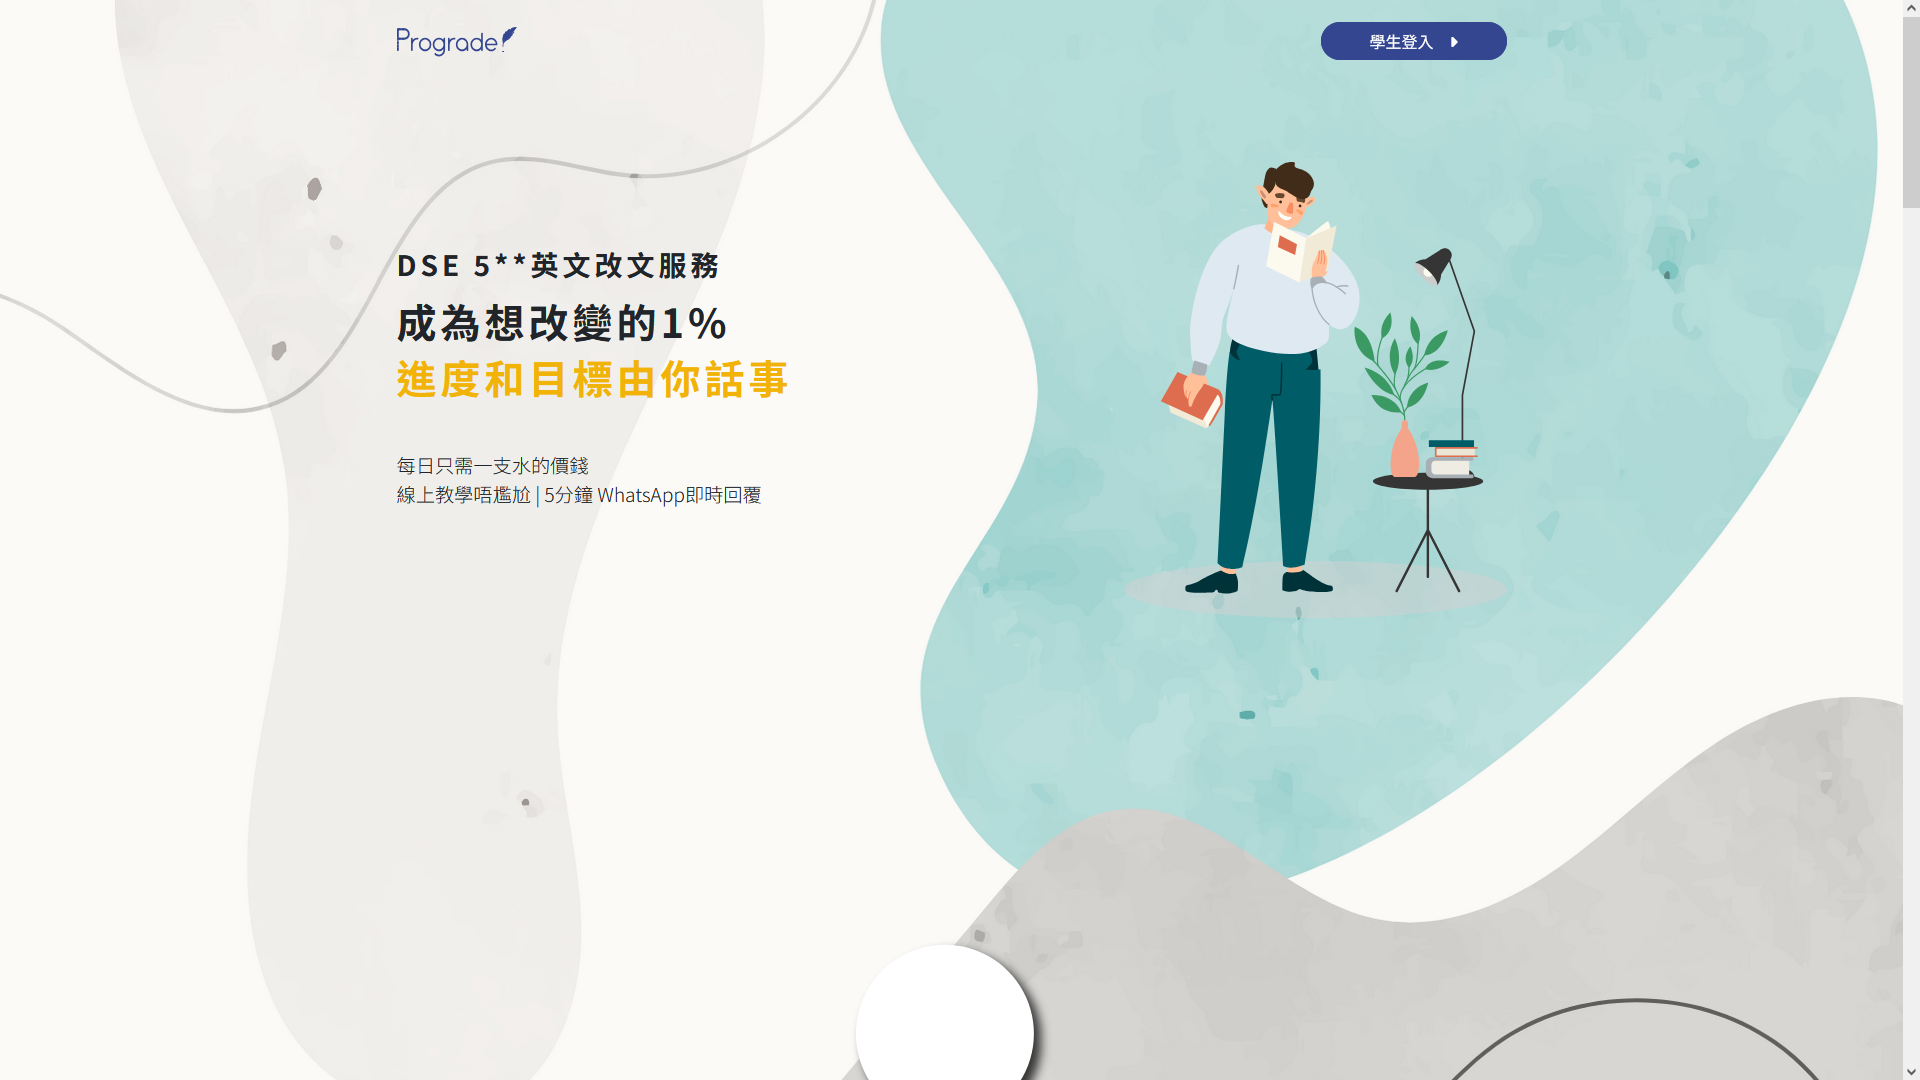 Prograde
學生登入
DSE 5**英文改文服務
成為想改變的1%
進度和目標由你話事
每日只需一支水的價錢
線上教學唔尷尬 | 5分鐘 WhatsApp即時回覆